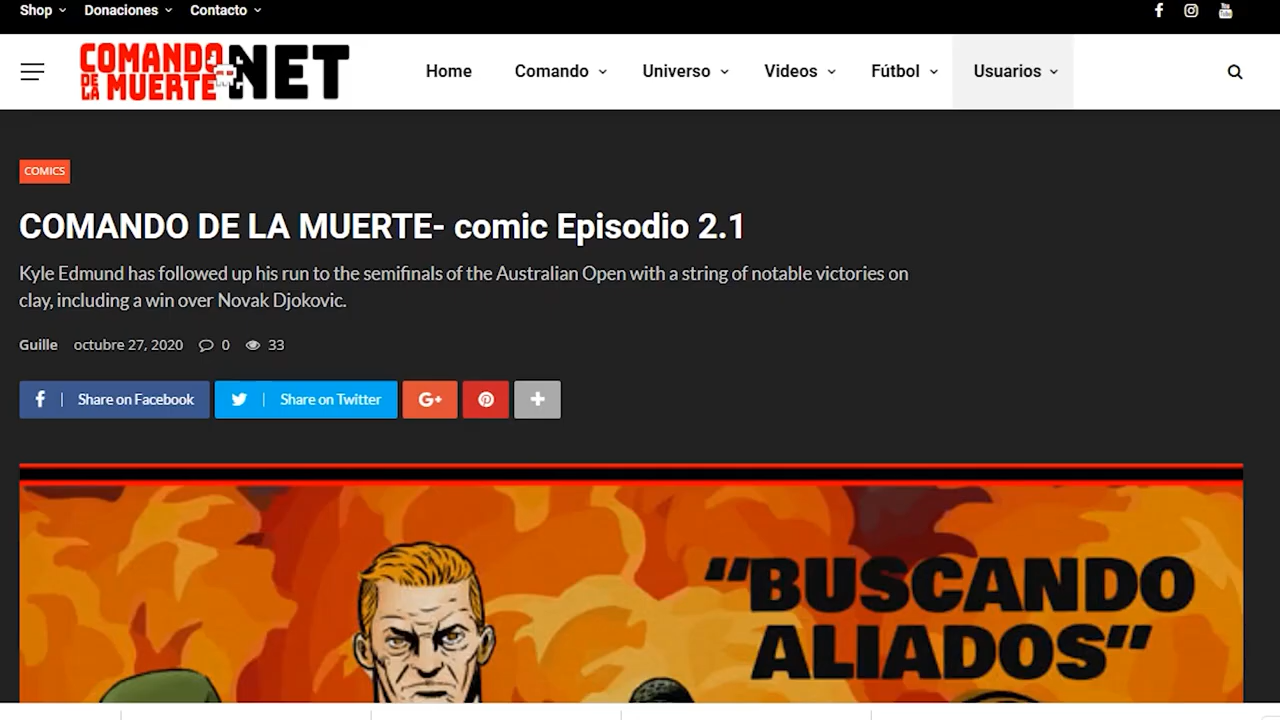 Shop Donaciones Contacto
COMANDO
DE LA MUERTE
NET
Home Comando Universo Videos Fútbol Usuarios
COMICS
COMANDO DE LA MUERTE- comic Episodio 2.1
Kyle Edmund has followed up his run to the semifinals of the Australian Open with a string of notable victories on
clay, including a win over Novak Djokovic.
Guille octubre 27, 2020 0 33
Share on Facebook Share on Twitter G+
“BUSCANDO
ALIADOS”